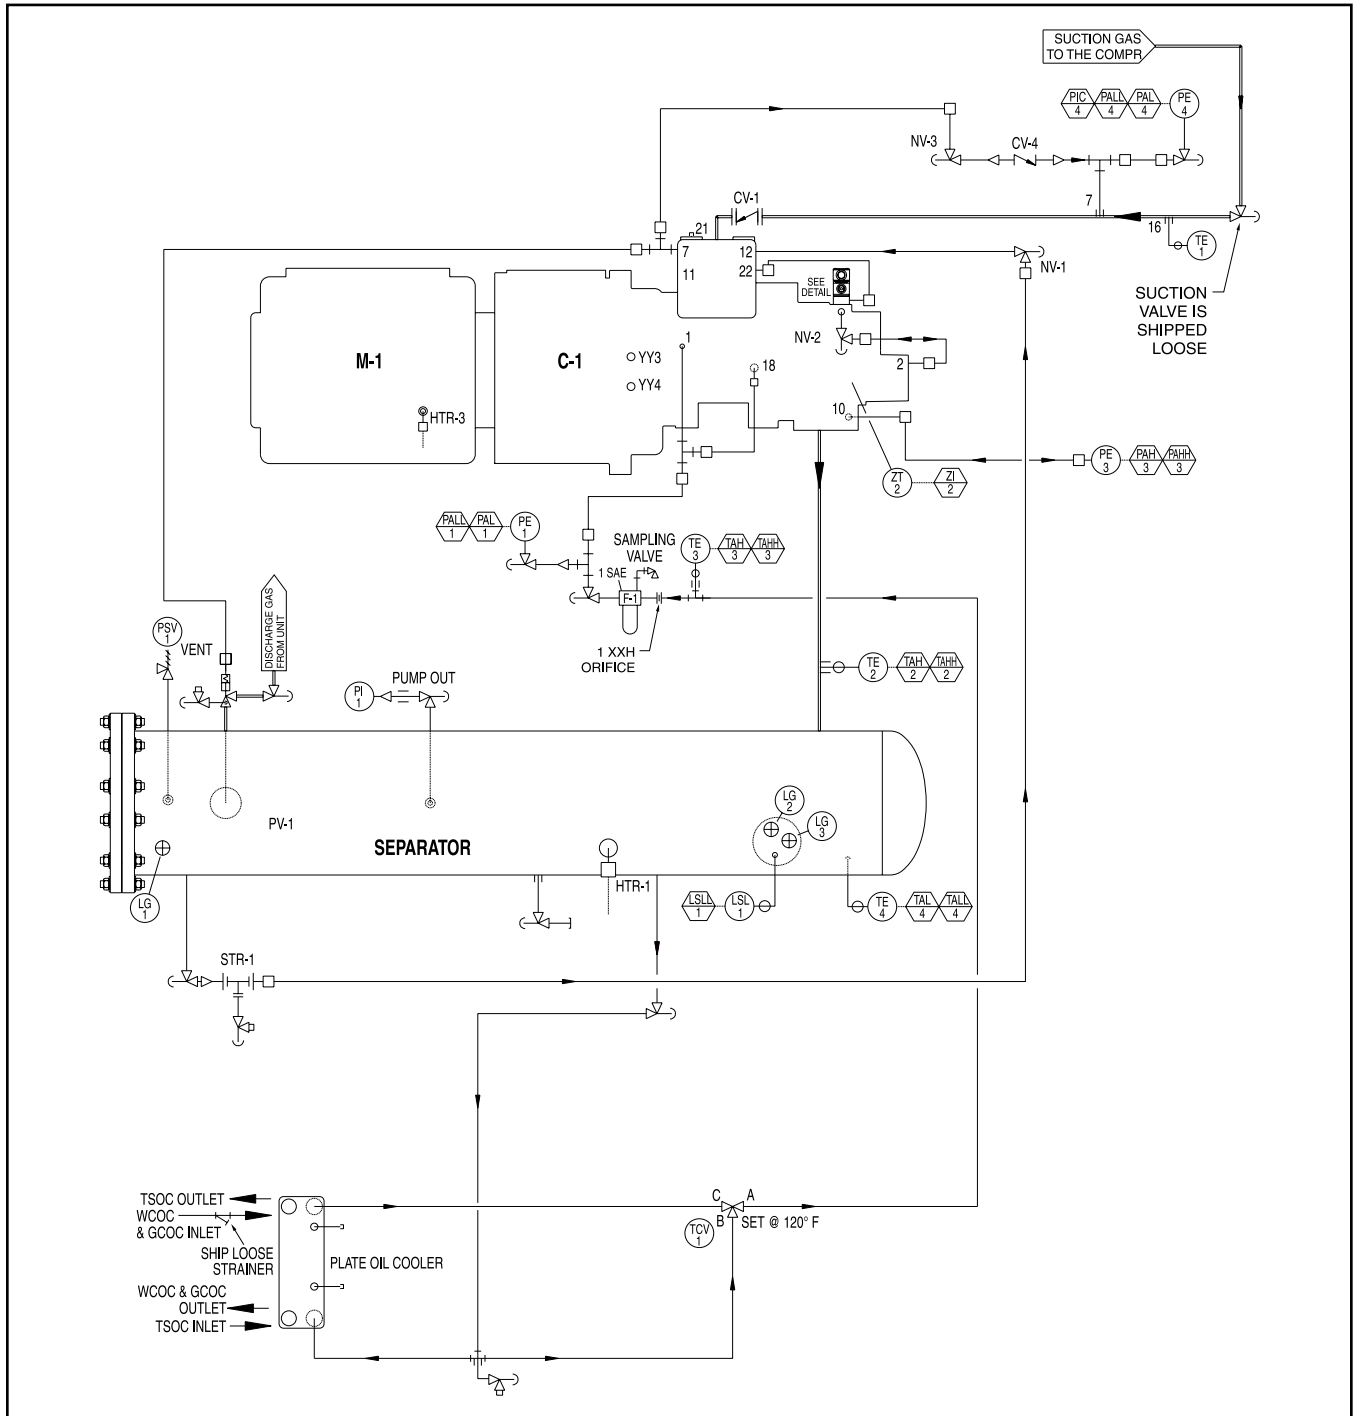 SUCTION GAS
TO THE COMPR
PIC
4
PALL
4
PAL
4
PE
4
NV-3
CV-4
7
CV-1
16
TE
1
21
7
12
11
22
NV-1
SEE
DETAIL
SUCTION
VALVE IS
SHIPPED
LOOSE
NV-2
M-1
C-1
YY3
YY4
1
18
2
HTR-3
10
PE
3
PAH
3
PAHH
3
ZT
2
ZI
2
PALL
1
PAL
1
PE
1
SAMPLING
VALVE
TE
3
TAH
3
TAHH
3
1 SAE
F-1
1 XXH
ORIFICE
PSV
1
VENT
DISCHARGE GAS
FROM UNIT
PI
1
PUMP OUT
TE
2
TAH
2
TAHH
2
PV-1
SEPARATOR
LG
2
LG
3
HTR-1
LG
1
LSLL
1
LSL
1
TE
4
TAL
4
TALL
4
STR-1
TSOC OUTLET
WCOC
& GCOC INLET
SHIP LOOSE
STRAINER
PLATE OIL COOLER
WCOC & GCOC
OUTLET
TSOC INLET
C
A
B
SET @ 120° F
TCV
1